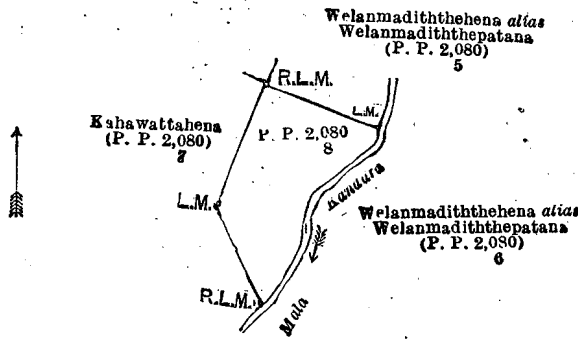 Welanmadiththehena alias
Welanmadiththepatana
(P. P. 2,080)
5
R.L.M.
L.M.
Kahawattahena
(P. P. 2,080)
7
P. P. 2,080
8
L.M.
Kandura
Welanmadiththehena alias
Welanmadiththepatana
(P. P. 2,080)
6
R.L.M.
Mala